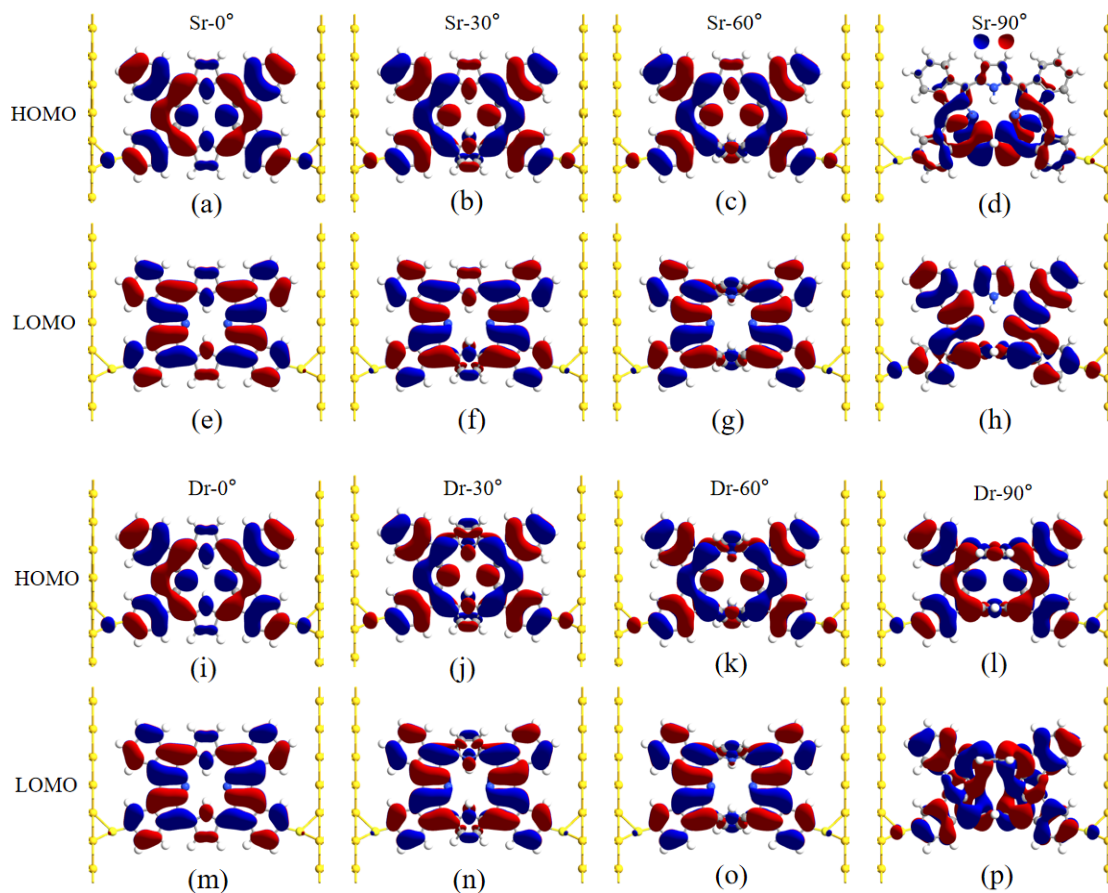 Sr-0° Sr-30° Sr-60° Sr-90°
HOMO
(a) (b) (c) (d)
LOMO
(e) (f) (g) (h)
Dr-0° Dr-30° Dr-60° Dr-90°
HOMO
(i) (j) (k) (l)
LOMO
(m) (n) (o) (p)